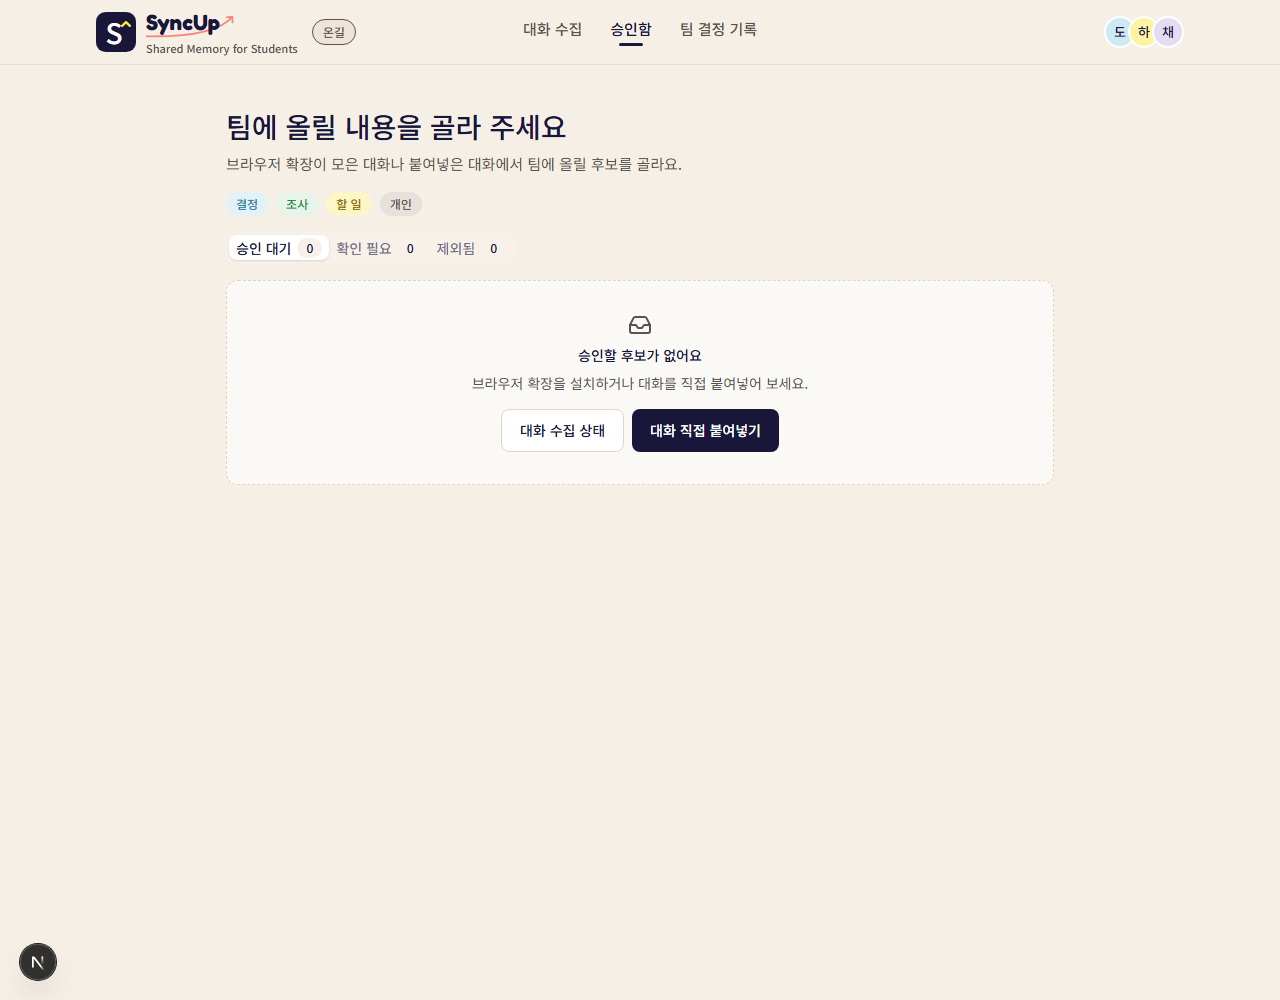 S
SyncUp
Shared Memory for Students
온길
대화 수집
승인함
팀 결정 기록
도
하
채
팀에 올릴 내용을 골라 주세요
브라우저 확장이 모은 대화나 붙여넣은 대화에서 팀에 올릴 후보를 골라요.
결정
조사
할 일
개인
승인 대기 0
확인 필요 0
제외됨 0
승인할 후보가 없어요
브라우저 확장을 설치하거나 대화를 직접 붙여넣어 보세요.
대화 수집 상태
대화 직접 붙여넣기
N